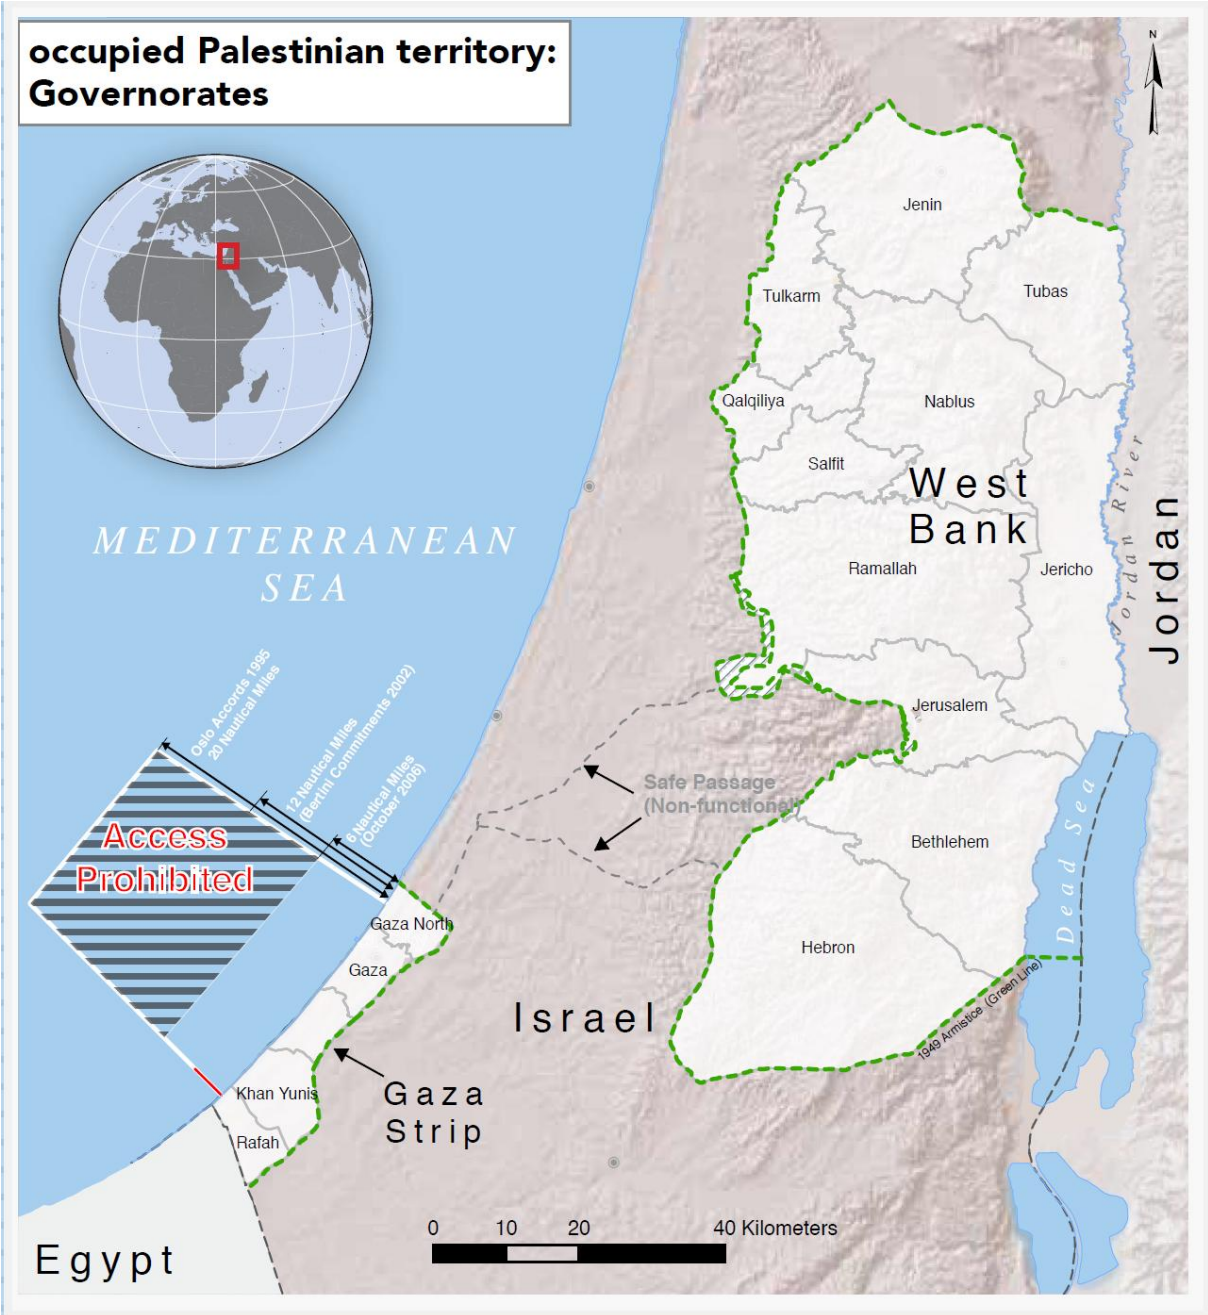 occupied Palestinian territory:
Governorates
N
Jenin
Tulkarm
Tubas
Qalqiliya
Nablus
Salfit
West
Bank
Ramallah
Jericho
Jordan River
Jordan
MEDITERRANEAN
SEA
Oslo Accords 1995
20 Nautical Miles
12 Nautical Miles
(Bertini Commitments 2002)
6 Nautical Miles
(October 2006)
Access
Prohibited
Jerusalem
Safe Passage
(Non-functional)
Bethlehem
Dead Sea
Gaza North
Gaza
Hebron
1949 Armistice (Green Line)
Israel
Khan Yunis
Gaza
Strip
Rafah
0 10 20 40 Kilometers
Egypt